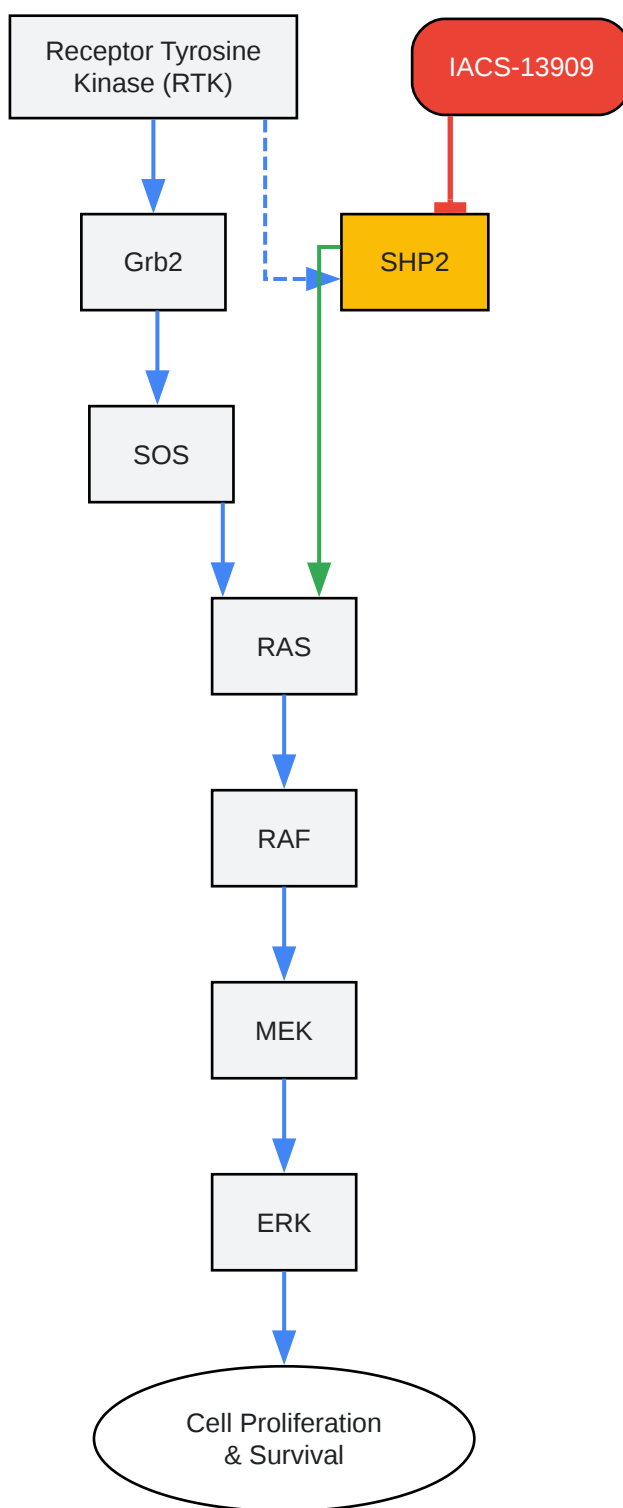 Receptor Tyrosine
Kinase (RTK)
IACS-13909
Grb2
SHP2
SOS
RAS
RAF
MEK
ERK
Cell Proliferation
& Survival